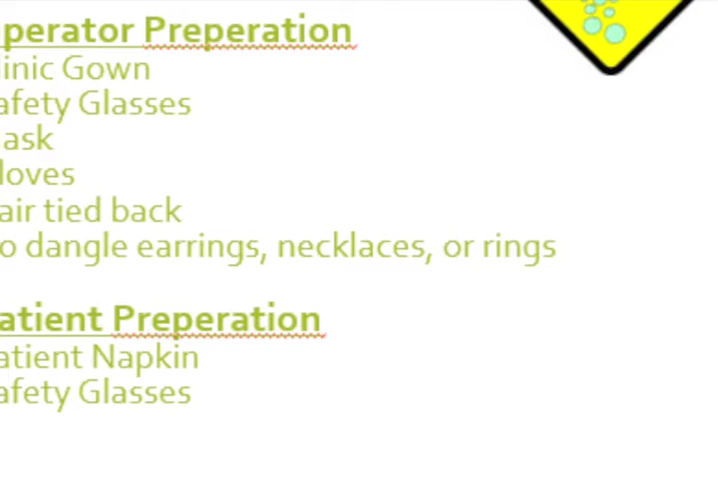 perator Preperation
linic Gown
afety Glasses
ask
loves
air tied back
o dangle earrings, necklaces, or rings
atient Preperation
atient Napkin
afety Glasses